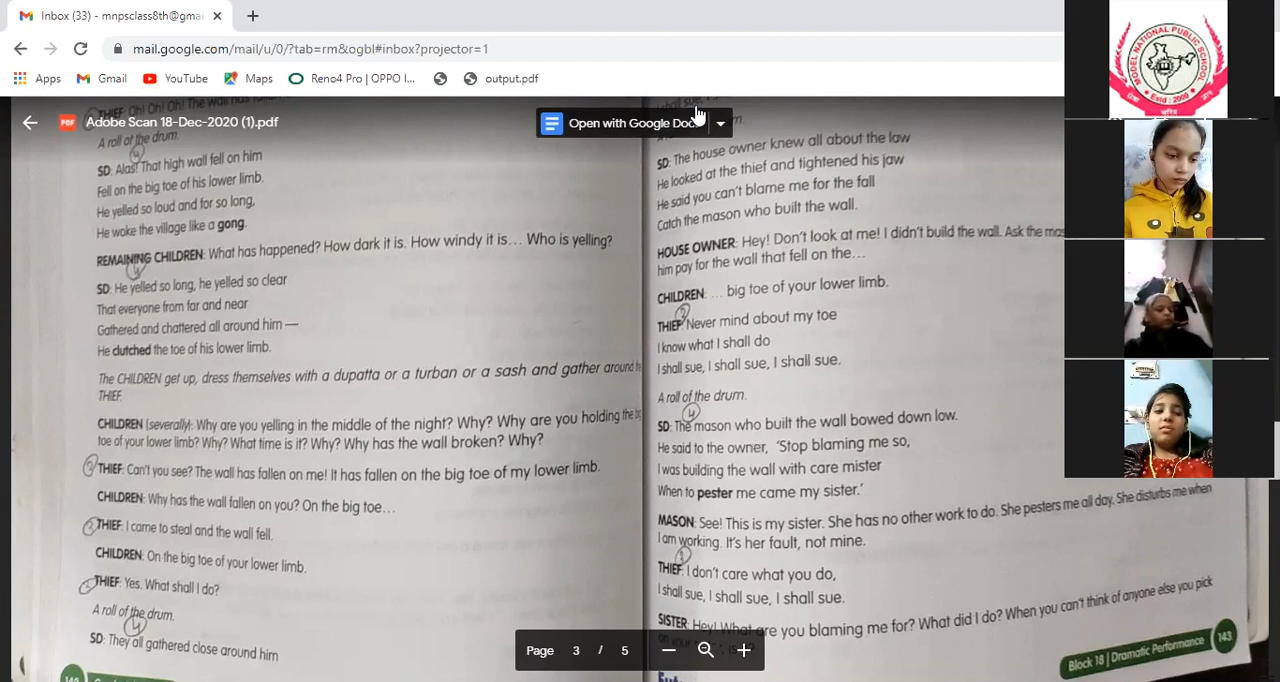 Inbox (33) - mnpsclass8th@gmai
mail.google.com/mail/u/0/?tab=rm&ogbl#inbox?projector=1
Apps Gmail YouTube Maps Reno4 Pro | OPPO I... output.pdf
Adobe Scan 18-Dec-2020 (1).pdf
Open with Google Docs
THIEF: Oh! Oh! Oh! The wall has
A roll of the drum.
4
SD: Alas! That high wall fell on him
Fell on the big toe of his lower limb.
He yelled so loud and for so long,
He woke the village like a gong.
REMAINING CHILDREN: What has happened? How dark it is. How windy it is... Who is yelling?
4
SD: He yelled so long, he yelled so clear
That everyone from far and near
Gathered and chattered all around him —
He clutched the toe of his lower limb.
The CHILDREN get up, dress themselves with a dupatta or a turban or a sash and gather around
THIEF.
CHILDREN (severally): Why are you yelling in the middle of the night? Why? Why are you holding the
toe of your lower limb? Why? What time is it? Why? Why has the wall broken? Why?
THIEF: Can't you see? The wall has fallen on me! It has fallen on the big toe of my lower limb.
CHILDREN: Why has the wall fallen on you? On the big toe...
THIEF: I came to steal and the wall fell.
CHILDREN: On the big toe of your lower limb.
THIEF: Yes. What shall I do?
A roll of the drum.
4
SD: They all gathered close around him
I shall sue,
SD: The house owner knew all about the law
He looked at the thief and tightened his jaw
He said you can't blame me for the fall
Catch the mason who built the wall.
HOUSE OWNER: Hey! Don't look at me! I didn't build the wall. Ask the
him pay for the wall that fell on the...
CHILDREN: ... big toe of your lower limb.
THIEF: Never mind about my toe
I know what I shall do
I shall sue, I shall sue, I shall sue.
A roll of the drum.
4
SD: The mason who built the wall bowed down low.
He said to the owner, 'Stop blaming me so,
I was building the wall with care mister
When to pester me came my sister.'
MASON: See! This is my sister. She has no other work to do. She pesters me all day. She disturbs me when
I am working. It's her fault, not mine.
THIEF: I don't care what you do,
I shall sue, I shall sue, I shall sue.
SISTER: Hey! What are you blaming me for? What did I do? When you can't think of anyone else you pick
Block 18 | Dramatic Performance 143
Page 3 / 5
MODEL NATIONAL PUBLIC SCHOOL
Estd : 2000